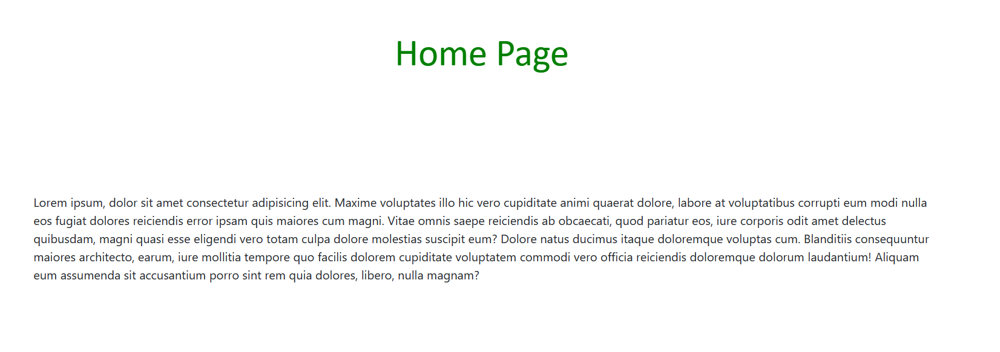 Home Page
Lorem ipsum, dolor sit amet consectetur adipisicing elit. Maxime voluptates illo hic vero cupiditate animi quaerat dolore, labore at voluptatibus corrupti eum modi nulla
eos fugiat dolores reiciendis error ipsam quis maiores cum magni. Vitae omnis saepe reiciendis ab obcaecati, quod pariatur eos, iure corporis odit amet delectus
quibusdam, magni quasi esse eligendi vero totam culpa dolore molestias suscipit eum? Dolore natus ducimus itaque doloremque voluptas cum. Blanditiis consequuntur
maiores architecto, earum, iure mollitia tempore quo facilis dolorem cupiditate voluptatem commodi vero officia reiciendis doloremque dolorum laudantium! Aliquam
eum assumenda sit accusantium porro sint rem quia dolores, libero, nulla magnam?